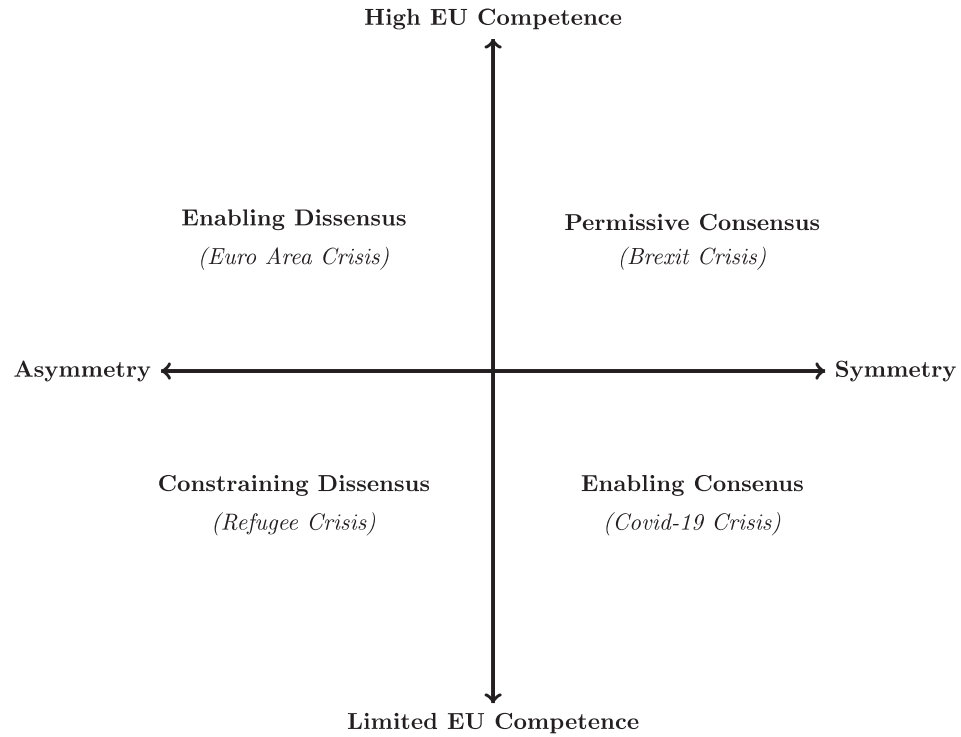 High EU Competence
Enabling Dissensus
(Euro Area Crisis)
Permissive Consensus
(Brexit Crisis)
Asymmetry
Symmetry
Constraining Dissensus
(Refugee Crisis)
Enabling Consenus
(Covid-19 Crisis)
Limited EU Competence